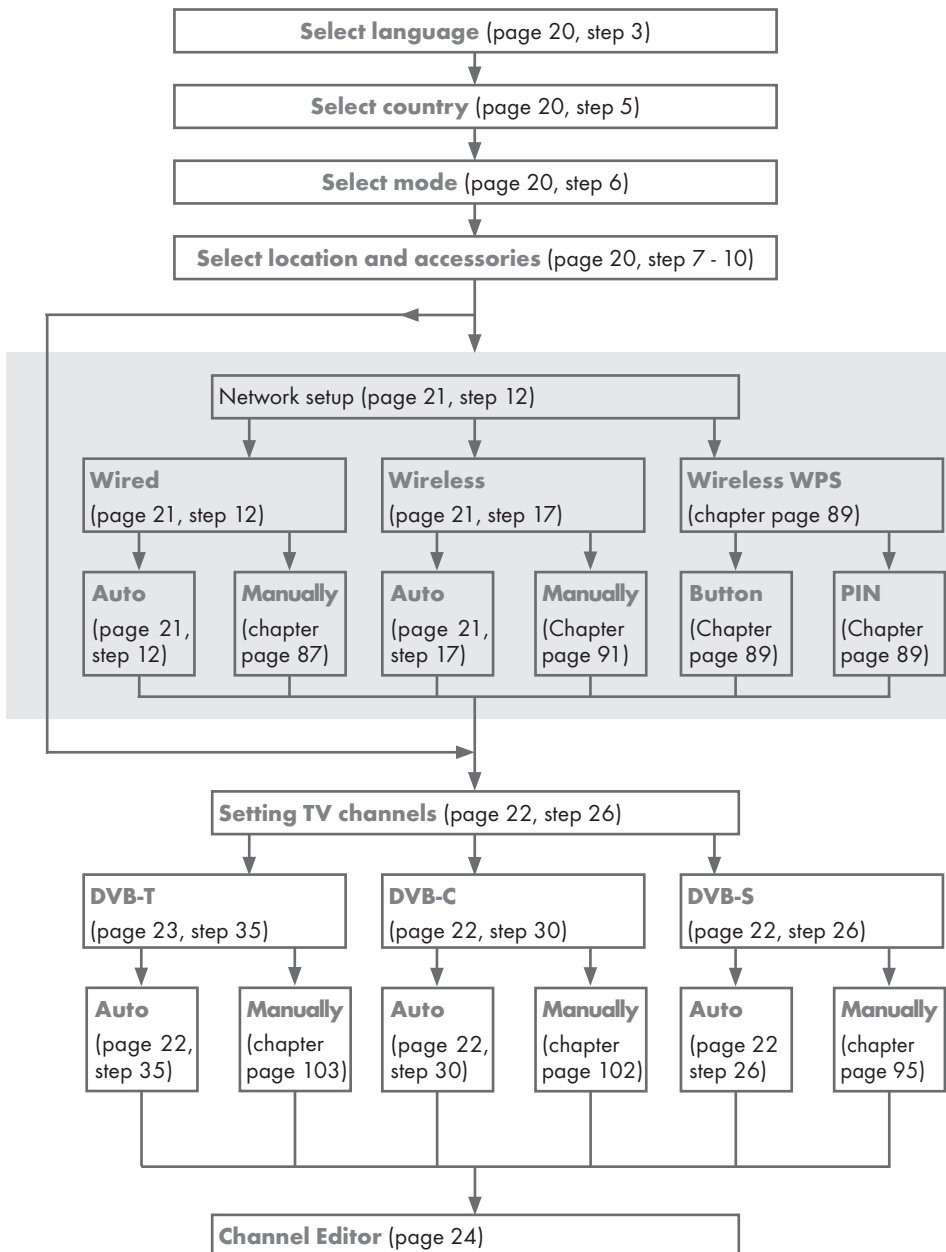 Select language (page 20, step 3)
Select country (page 20, step 5)
Select mode (page 20, step 6)
Select location and accessories (page 20, step 7 - 10)
Network setup (page 21, step 12)
Wired
(page 21, step 12)
Wireless
(page 21, step 17)
Wireless WPS
(chapter page 89)
Auto
(page 21,
step 12)
Manually
(chapter
page 87)
Auto
(page 21,
step 17)
Manually
(Chapter
page 91)
Button
(Chapter
page 89)
PIN
(Chapter
page 89)
Setting TV channels (page 22, step 26)
DVB-T
(page 23, step 35)
DVB-C
(page 22, step 30)
DVB-S
(page 22, step 26)
Auto
(page 22,
step 35)
Manually
(chapter
page 103)
Auto
(page 22,
step 30)
Manually
(chapter
page 102)
Auto
(page 22
step 26)
Manually
(chapter
page 95)
Channel Editor (page 24)